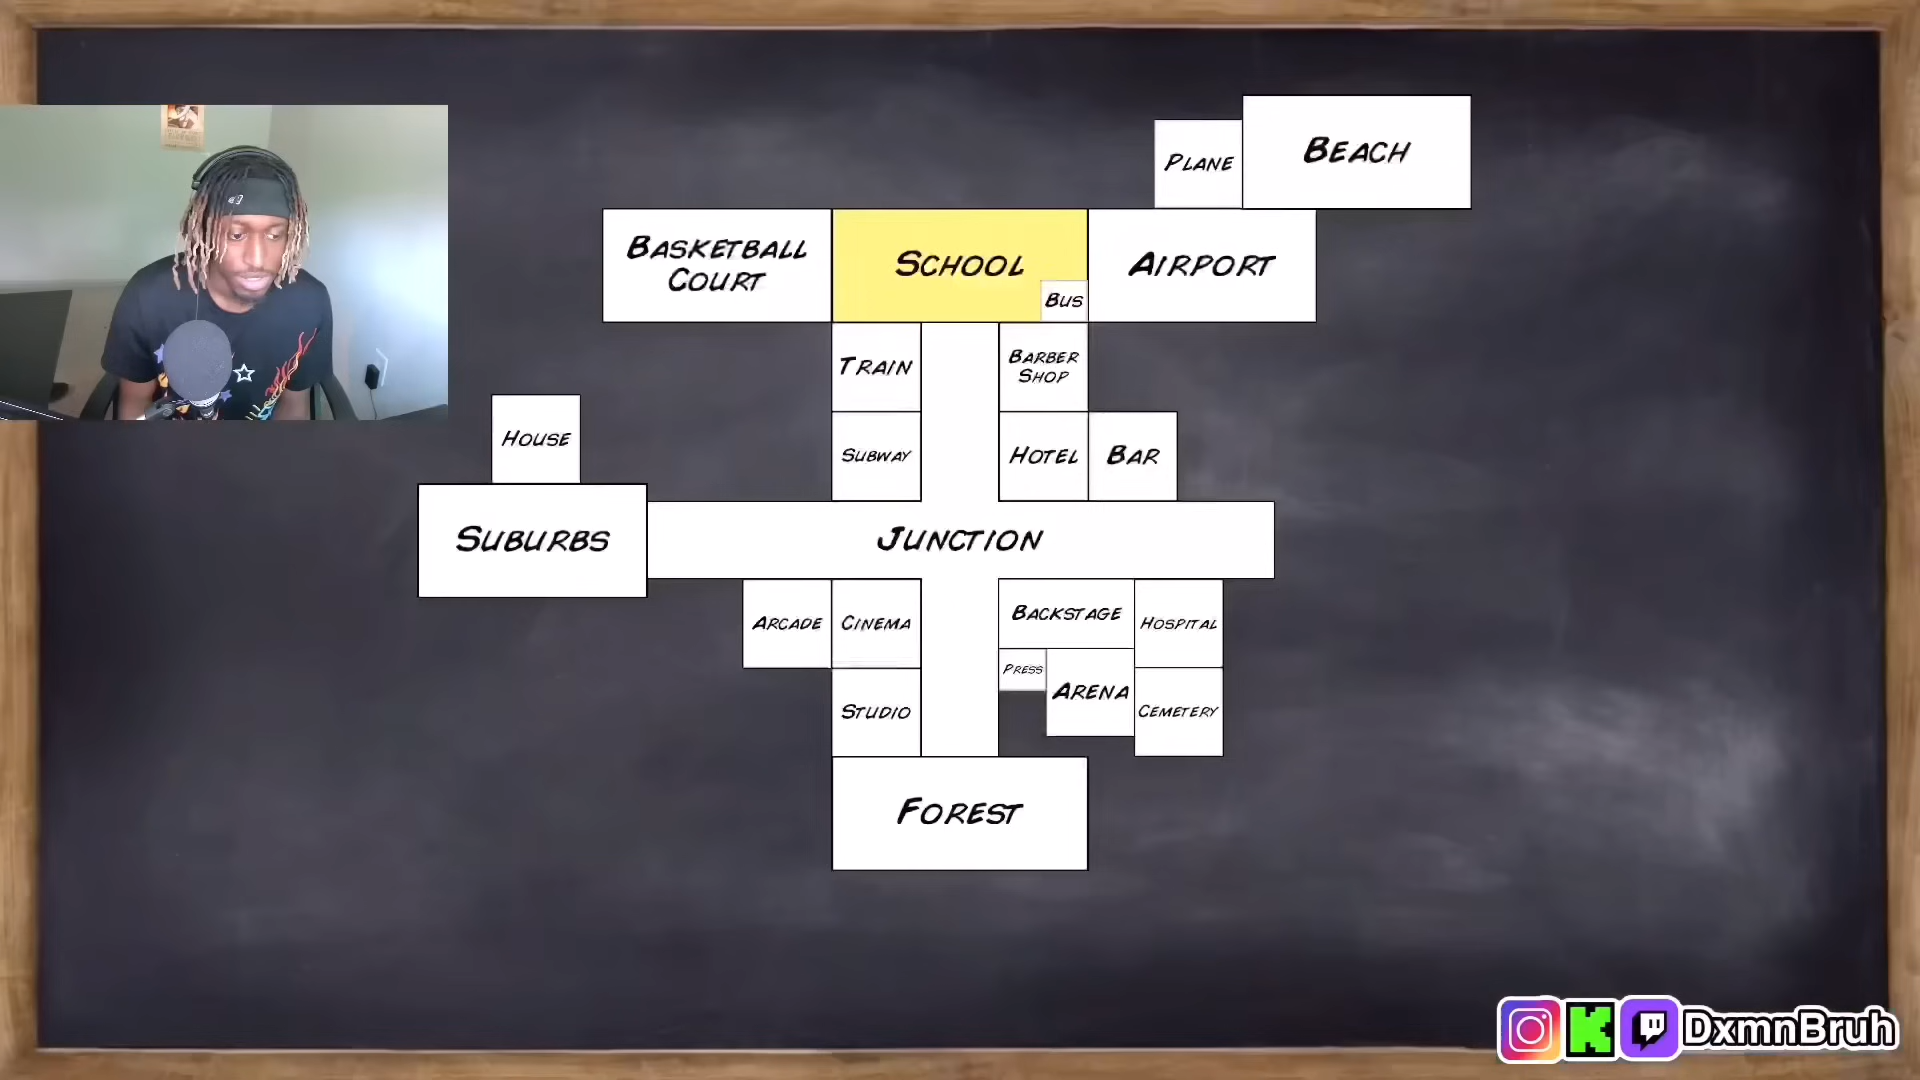 Plane
Beach
Basketball
Court
School
Bus
Airport
Train
Barber
Shop
House
Subway
Hotel
Bar
Suburbs
Junction
Arcade
Cinema
Backstage
Hospital
Press
Arena
Studio
Cemetery
Forest
DxmnBruh